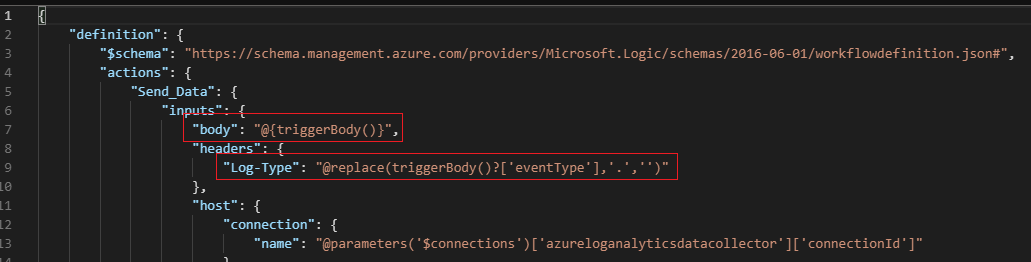 1 {
2 "definition": {
3 "$schema": "https://schema.management.azure.com/providers/Microsoft.Logic/schemas/2016-06-01/workflowdefinition.json#",
4 "actions": {
5 "Send_Data": {
6 "inputs": {
7 "body": "@{triggerBody()}",
8 "headers": {
9 "Log-Type": "@replace(triggerBody()?['eventType'],'.','')"
10 },
11 "host": {
12 "connection": {
13 "name": "@parameters('$connections')['azureloganalyticsdatacollector']['connectionId']"
14 }